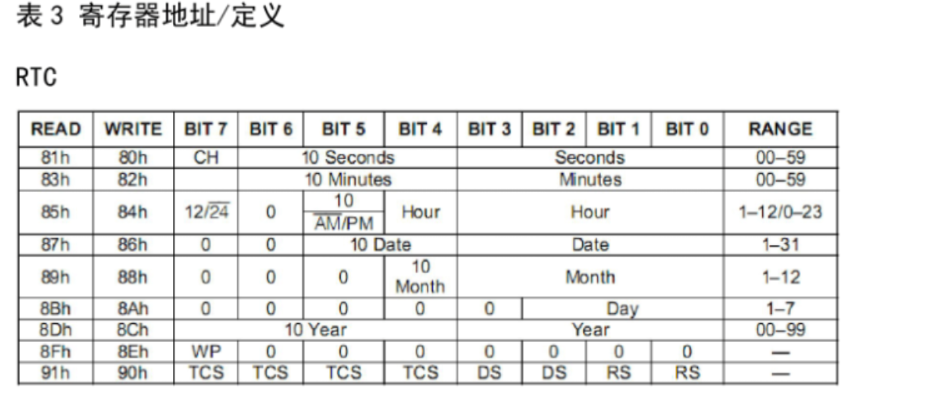 表 3 寄存器地址/定义
RTC
READ WRITE BIT 7 BIT 6 BIT 5 BIT 4 BIT 3 BIT 2 BIT 1 BIT 0 RANGE
81h 80h CH 10 Seconds Seconds 00–59
83h 82h 10 Minutes Minutes 00–59
85h 84h 12/24 0 10 AM/PM Hour Hour 1–12/0–23
87h 86h 0 0 10 Date Date 1–31
89h 88h 0 0 0 10 Month Month 1–12
8Bh 8Ah 0 0 0 0 0 Day 1–7
8Dh 8Ch 10 Year Year 00–99
8Fh 8Eh WP 0 0 0 0 0 0 0 —
91h 90h TCS TCS TCS TCS DS DS RS RS —